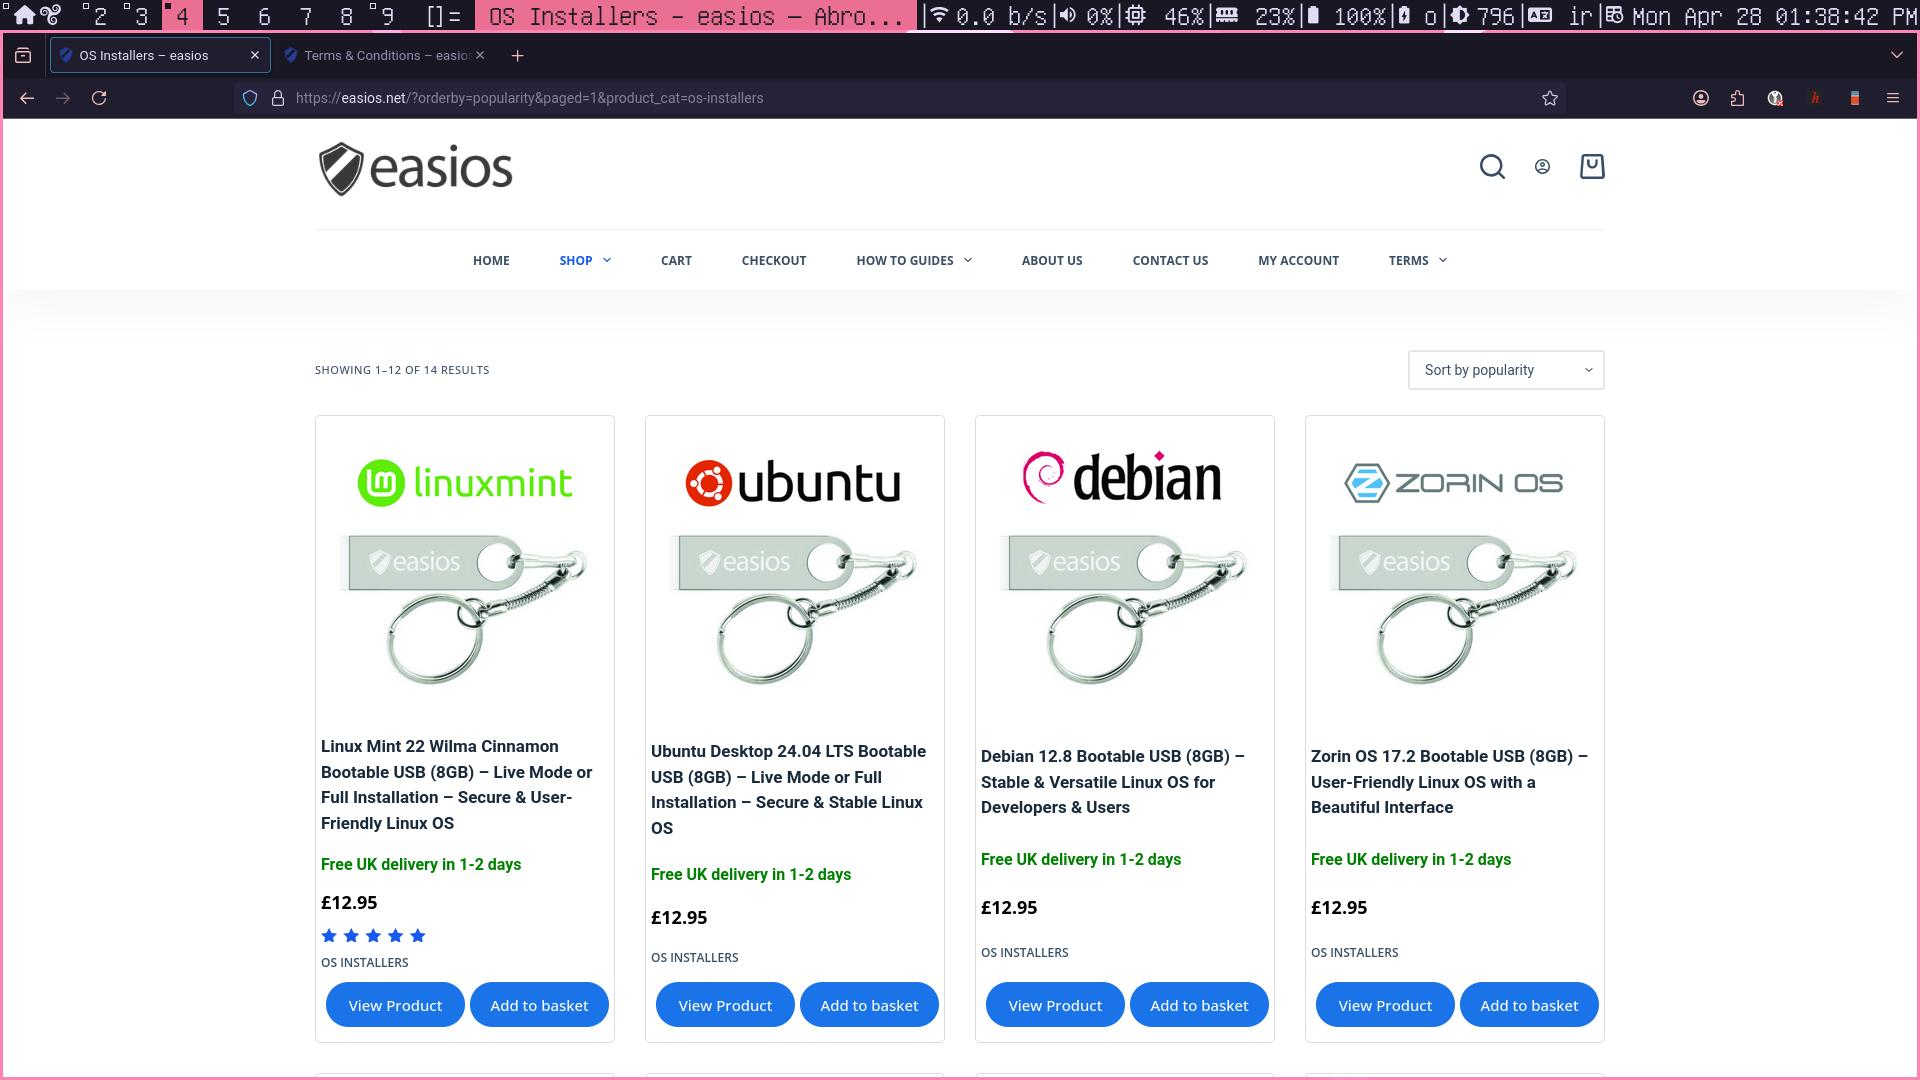 2 3 4 5 6 7 8 9 []= OS Installers – easios — Abro... | 0.0 b/s| 0%| 46%| 23%| 100%| o| 796| ir| Mon Apr 28 01:38:42 PM
OS Installers – easios
Terms & Conditions – easios
https://easios.net/?orderby=popularity&paged=1&product_cat=os-installers
easios
HOME SHOP CART CHECKOUT HOW TO GUIDES ABOUT US CONTACT US MY ACCOUNT TERMS
SHOWING 1–12 OF 14 RESULTS
Sort by popularity
linuxmint
easios
Linux Mint 22 Wilma Cinnamon
Bootable USB (8GB) – Live Mode or
Full Installation – Secure & User-
Friendly Linux OS
Free UK delivery in 1-2 days
£12.95
OS INSTALLERS
View Product Add to basket
ubuntu
easios
Ubuntu Desktop 24.04 LTS Bootable
USB (8GB) – Live Mode or Full
Installation – Secure & Stable Linux
OS
Free UK delivery in 1-2 days
£12.95
OS INSTALLERS
View Product Add to basket
debian
easios
Debian 12.8 Bootable USB (8GB) –
Stable & Versatile Linux OS for
Developers & Users
Free UK delivery in 1-2 days
£12.95
OS INSTALLERS
View Product Add to basket
ZORIN OS
easios
Zorin OS 17.2 Bootable USB (8GB) –
User-Friendly Linux OS with a
Beautiful Interface
Free UK delivery in 1-2 days
£12.95
OS INSTALLERS
View Product Add to basket